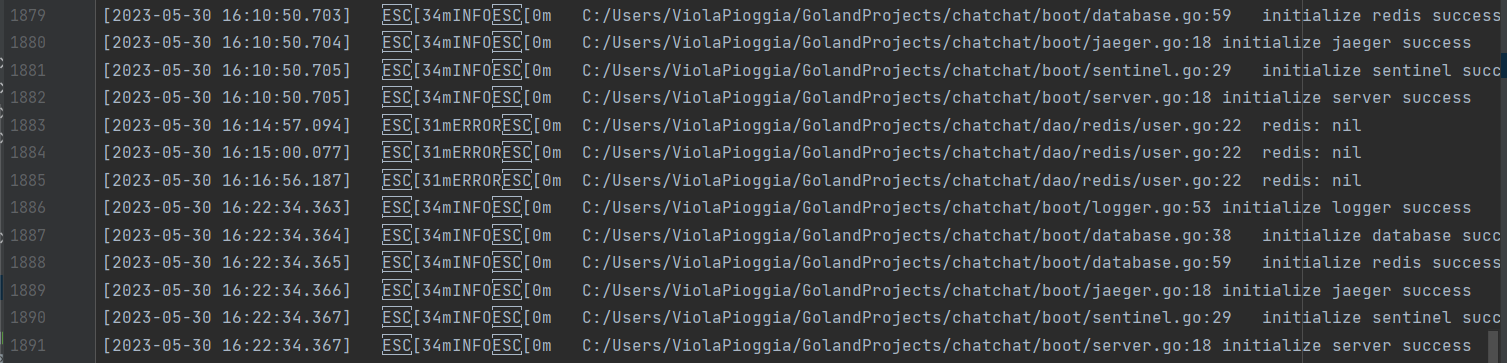 1879 [2023-05-30 16:10:50.703] ESC[34mINFOESC[0m C:/Users/ViolaPioggia/GolandProjects/chatchat/boot/database.go:59 initialize redis success
1880 [2023-05-30 16:10:50.704] ESC[34mINFOESC[0m C:/Users/ViolaPioggia/GolandProjects/chatchat/boot/jaeger.go:18 initialize jaeger success
1881 [2023-05-30 16:10:50.705] ESC[34mINFOESC[0m C:/Users/ViolaPioggia/GolandProjects/chatchat/boot/sentinel.go:29 initialize sentinel succ
1882 [2023-05-30 16:10:50.705] ESC[34mINFOESC[0m C:/Users/ViolaPioggia/GolandProjects/chatchat/boot/server.go:18 initialize server success
1883 [2023-05-30 16:14:57.094] ESC[31mERRORESC[0m C:/Users/ViolaPioggia/GolandProjects/chatchat/dao/redis/user.go:22 redis: nil
1884 [2023-05-30 16:15:00.077] ESC[31mERRORESC[0m C:/Users/ViolaPioggia/GolandProjects/chatchat/dao/redis/user.go:22 redis: nil
1885 [2023-05-30 16:16:56.187] ESC[31mERRORESC[0m C:/Users/ViolaPioggia/GolandProjects/chatchat/dao/redis/user.go:22 redis: nil
1886 [2023-05-30 16:22:34.363] ESC[34mINFOESC[0m C:/Users/ViolaPioggia/GolandProjects/chatchat/boot/logger.go:53 initialize logger success
1887 [2023-05-30 16:22:34.364] ESC[34mINFOESC[0m C:/Users/ViolaPioggia/GolandProjects/chatchat/boot/database.go:38 initialize database succ
1888 [2023-05-30 16:22:34.365] ESC[34mINFOESC[0m C:/Users/ViolaPioggia/GolandProjects/chatchat/boot/database.go:59 initialize redis success
1889 [2023-05-30 16:22:34.366] ESC[34mINFOESC[0m C:/Users/ViolaPioggia/GolandProjects/chatchat/boot/jaeger.go:18 initialize jaeger success
1890 [2023-05-30 16:22:34.367] ESC[34mINFOESC[0m C:/Users/ViolaPioggia/GolandProjects/chatchat/boot/sentinel.go:29 initialize sentinel succ
1891 [2023-05-30 16:22:34.367] ESC[34mINFOESC[0m C:/Users/ViolaPioggia/GolandProjects/chatchat/boot/server.go:18 initialize server success